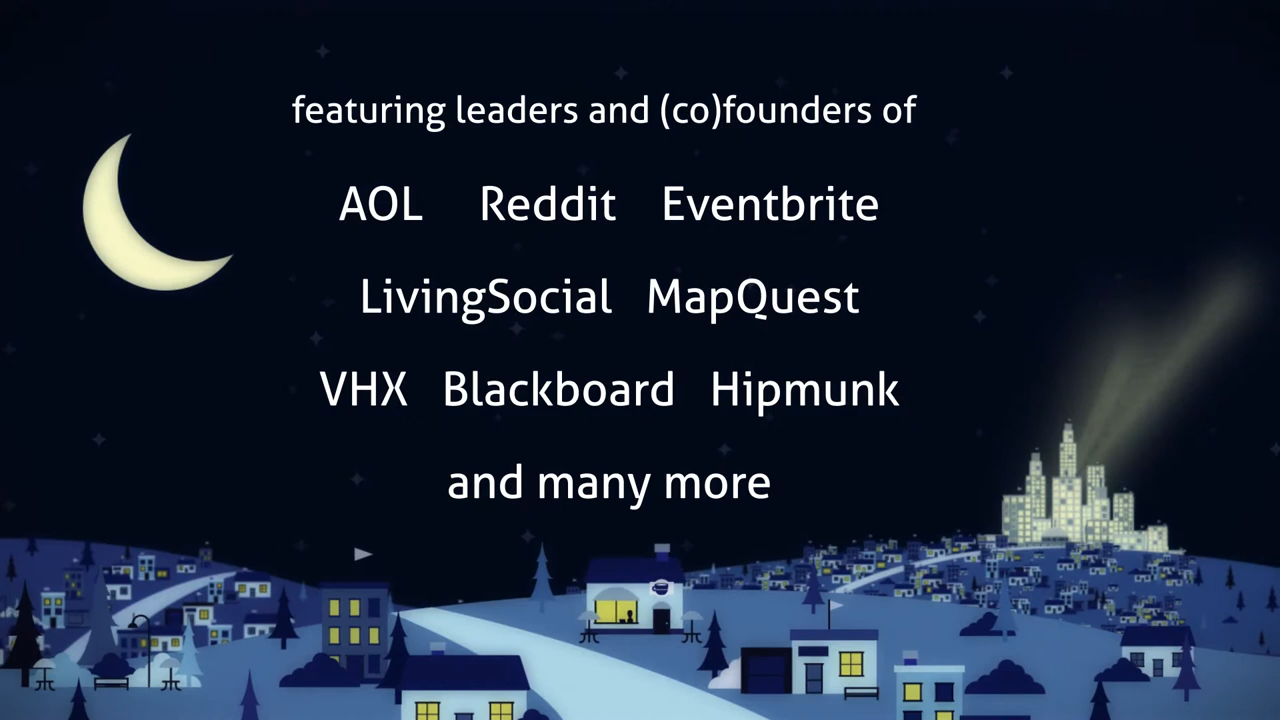 featuring leaders and (co)founders of
AOL Reddit Eventbrite
LivingSocial MapQuest
VHX Blackboard Hipmunk
and many more